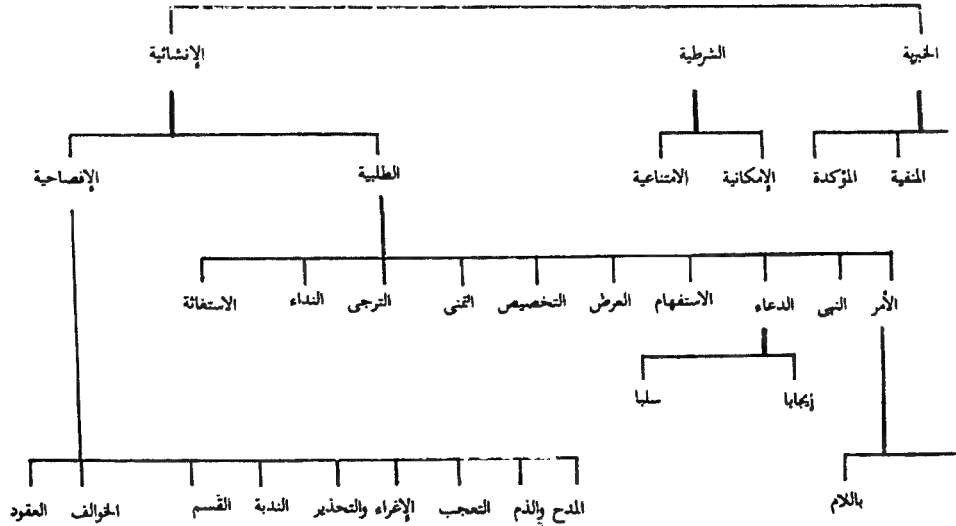 الخبرية الشرطية الإنشائية
المنفية المؤكدة الإمكانية الامتناعية الطلبية الإفصاحية
الأمر النهى الدعاء الاستفهام العرض التخصيص التمنى الترجى النداء الاستغاثة
إيجابا سلبا
باللام
المدح والذم التعجب الإغراء والتحذير الندبة القسم الخوالف العقود